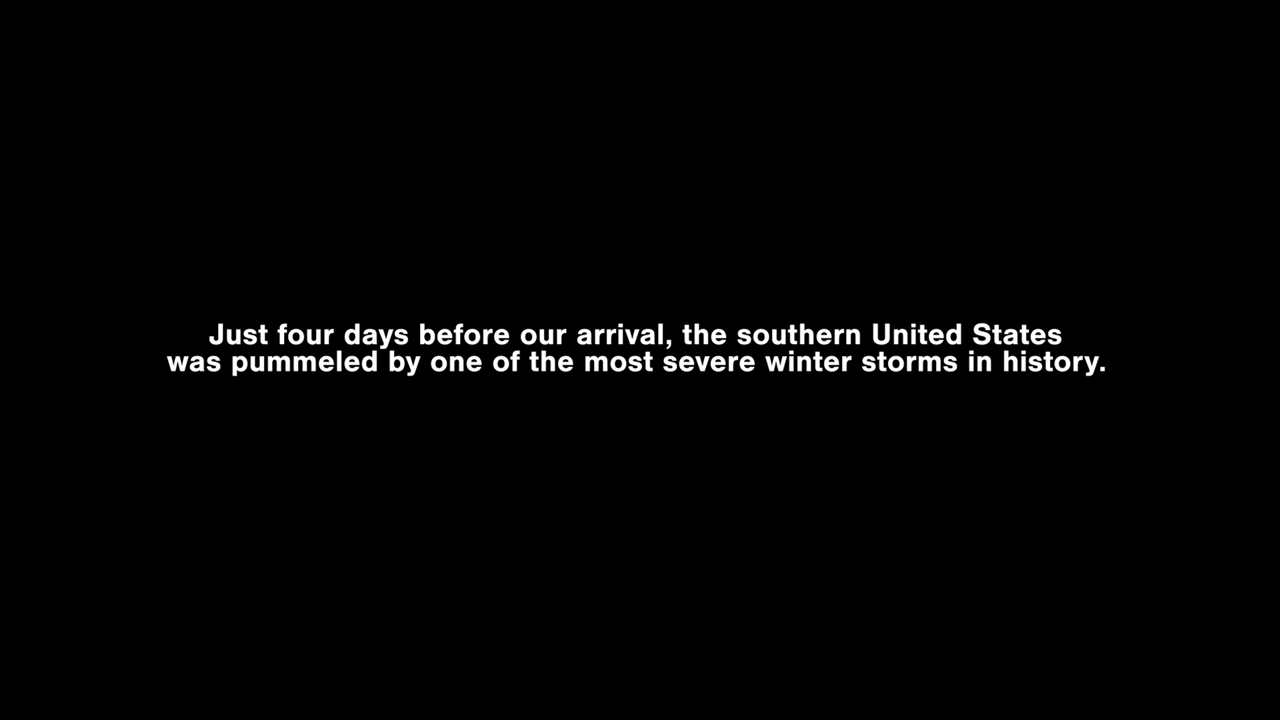 Just four days before our arrival, the southern United States
was pummeled by one of the most severe winter storms in history.